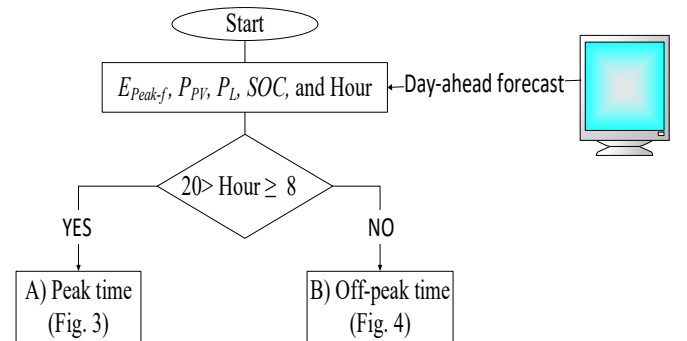 Start
E_Peak-f, P_PV, P_L, SOC, and Hour
Day-ahead forecast
20> Hour ≥ 8
YES
NO
A) Peak time
(Fig. 3)
B) Off-peak time
(Fig. 4)